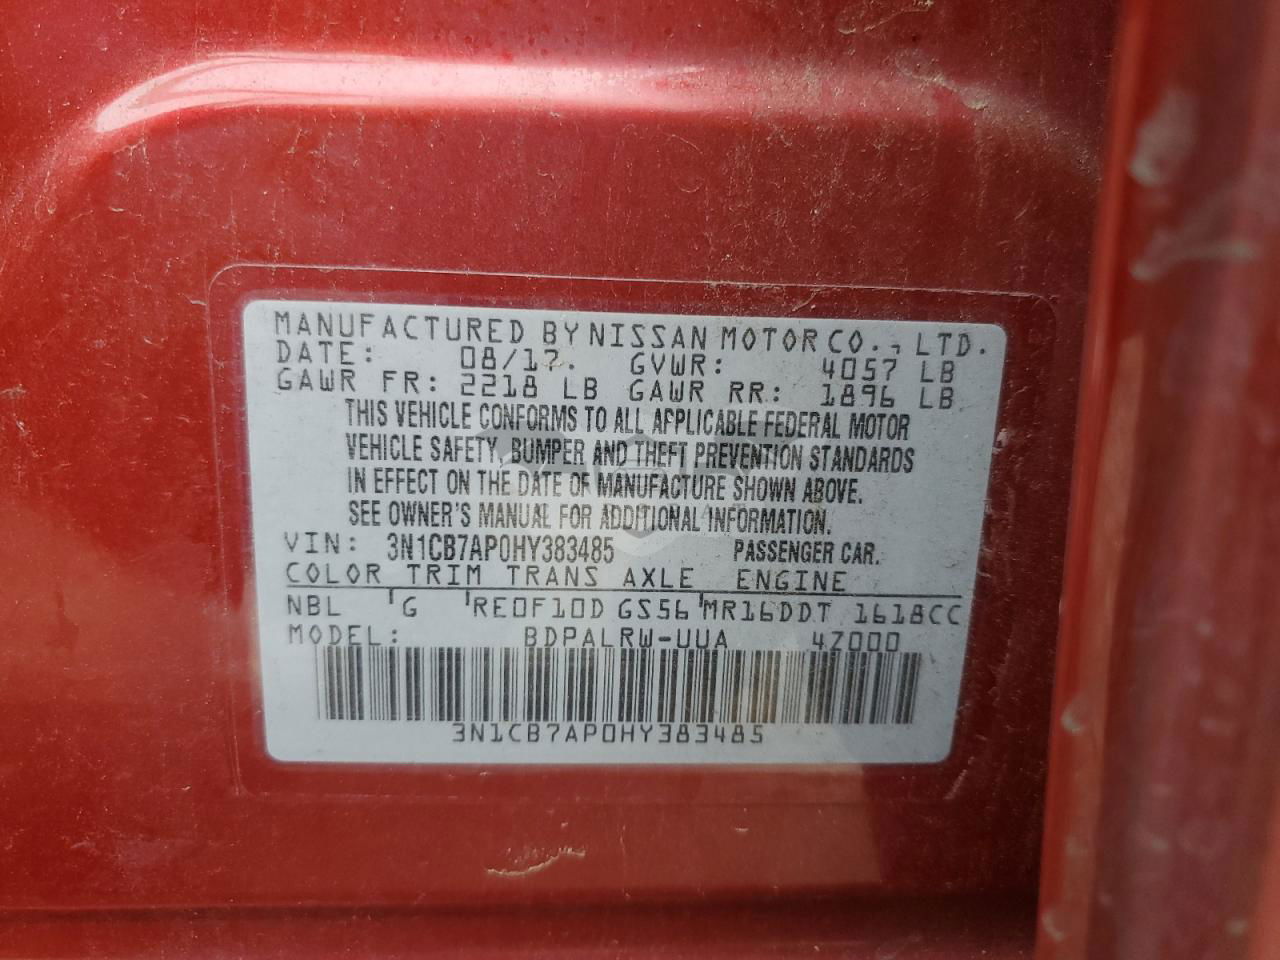 MANUFACTURED BY NISSAN MOTOR CO., LTD.
DATE: 08/17. GVWR: 4057 LB
GAWR FR: 2218 LB GAWR RR: 1896 LB
THIS VEHICLE CONFORMS TO ALL APPLICABLE FEDERAL MOTOR
VEHICLE SAFETY, BUMPER AND THEFT PREVENTION STANDARDS
IN EFFECT ON THE DATE OF MANUFACTURE SHOWN ABOVE.
SEE OWNER'S MANUAL FOR ADDITIONAL INFORMATION.
VIN: 3N1CB7AP0HY383485 PASSENGER CAR.
COLOR TRIM TRANS AXLE ENGINE
NBL 'G 'RE0F10D GS56 'MR16DDT 1618CC
MODEL: BDPALRW-UUA 4Z000
3N1CB7AP0HY383485